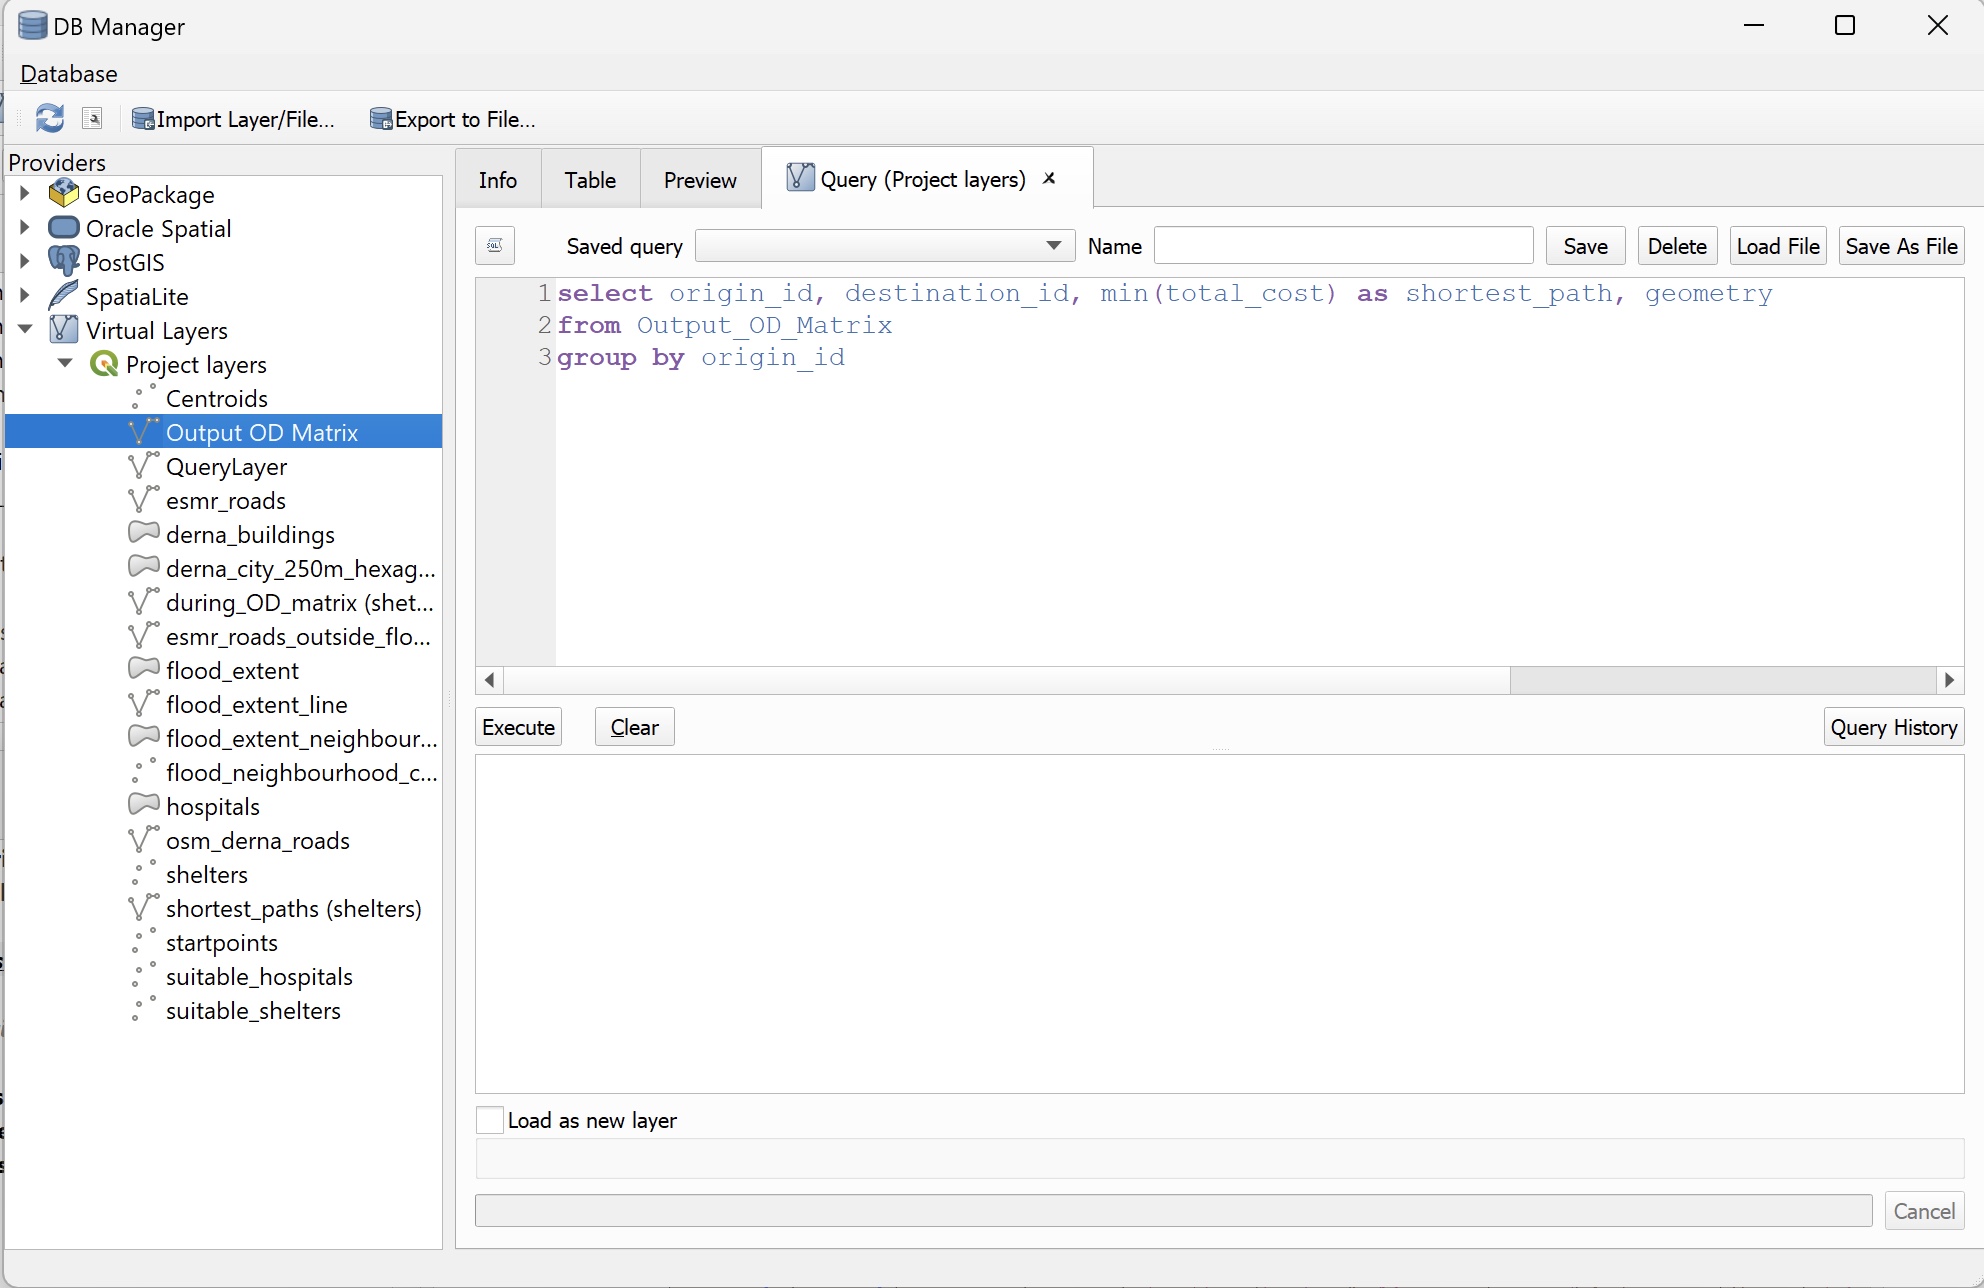 DB Manager
Database
Import Layer/File...
Export to File...
Providers
GeoPackage
Oracle Spatial
PostGIS
SpatiaLite
Virtual Layers
Project layers
Centroids
Output OD Matrix
QueryLayer
esmr_roads
derna_buildings
derna_city_250m_hexag...
during_OD_matrix (shet...
esmr_roads_outside_flo...
flood_extent
flood_extent_line
flood_extent_neighbour...
flood_neighbourhood_c...
hospitals
osm_derna_roads
shelters
shortest_paths (shelters)
startpoints
suitable_hospitals
suitable_shelters
Info
Table
Preview
Query (Project layers)
SQL
Saved query
Name
Save
Delete
Load File
Save As File
1 select origin_id, destination_id, min(total_cost) as shortest_path, geometry
2 from Output_OD_Matrix
3 group by origin_id
Execute
Clear
Query History
Load as new layer
Cancel